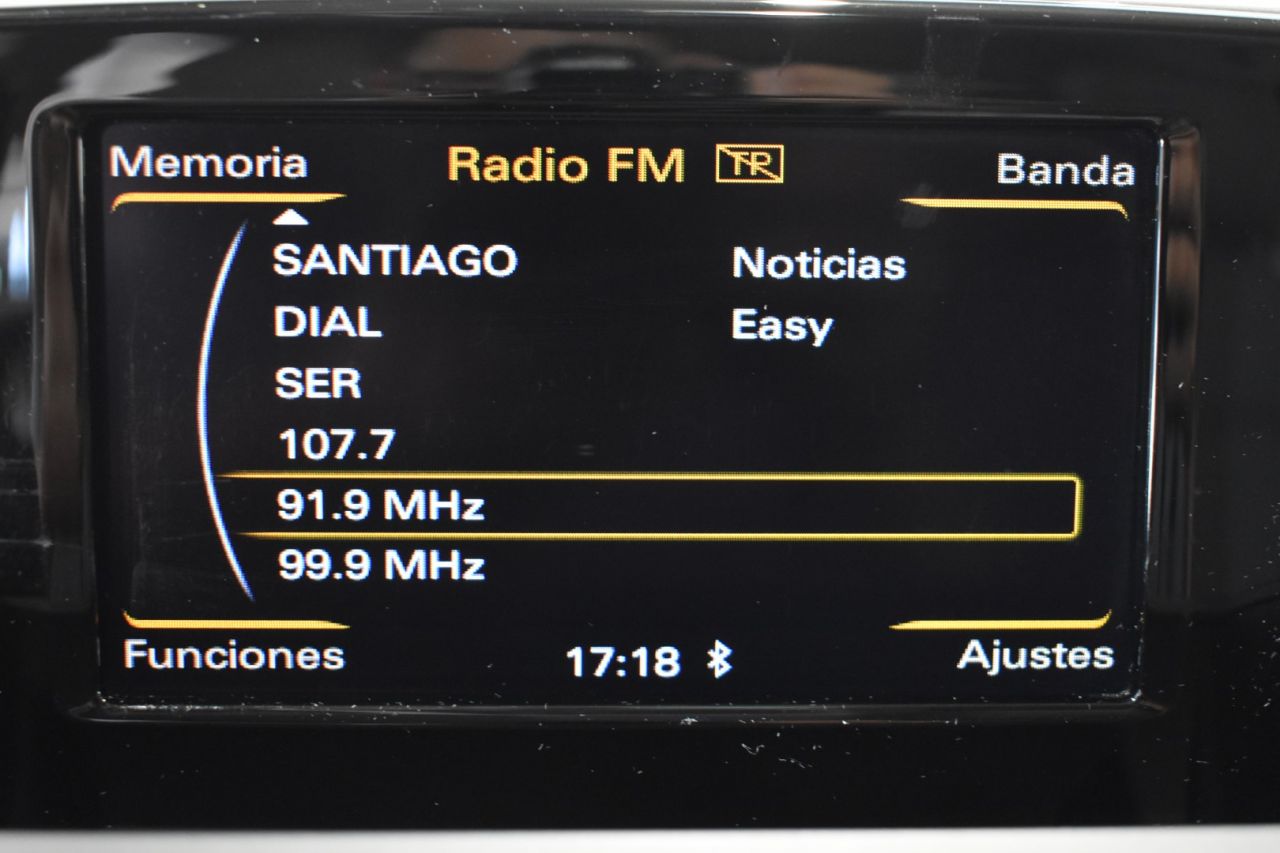 Memoria Radio FM TP Banda
SANTIAGO Noticias
DIAL Easy
SER
107.7
91.9 MHz
99.9 MHz
Funciones 17:18 Ajustes